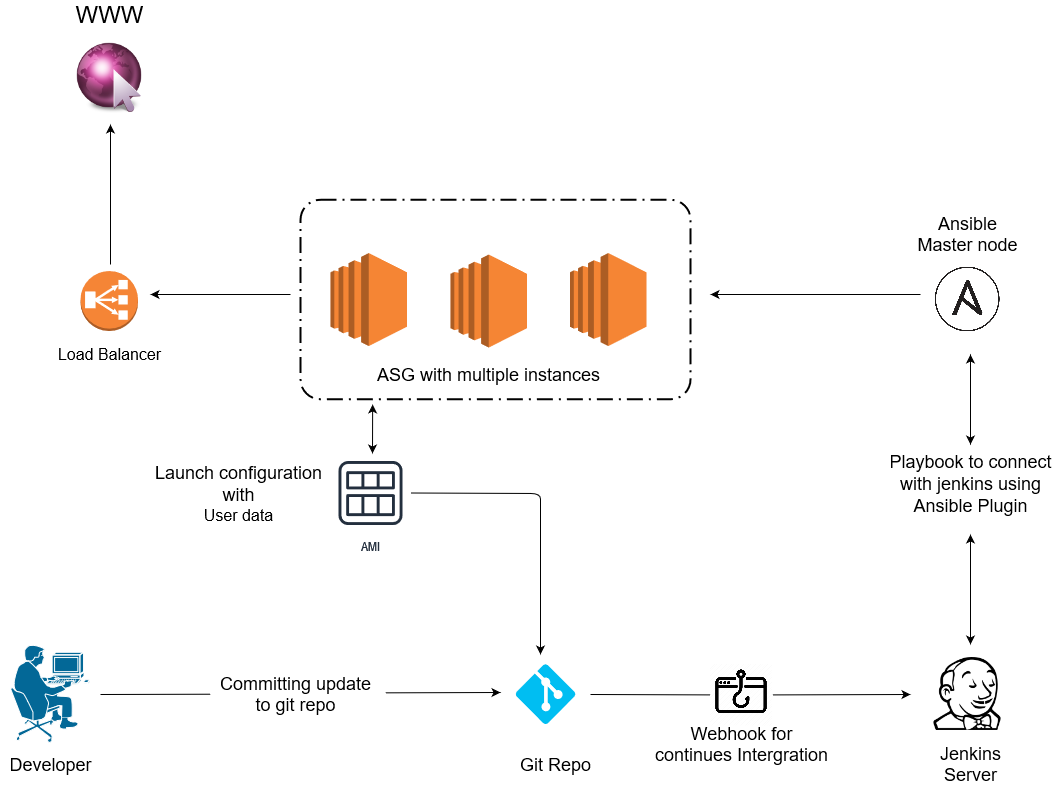 WWW
Ansible
Master node
Load Balancer
ASG with multiple instances
Launch configuration
with
User data
AMI
Playbook to connect
with jenkins using
Ansible Plugin
Committing update
to git repo
Developer
Git Repo
Webhook for
continues Intergration
Jenkins
Server